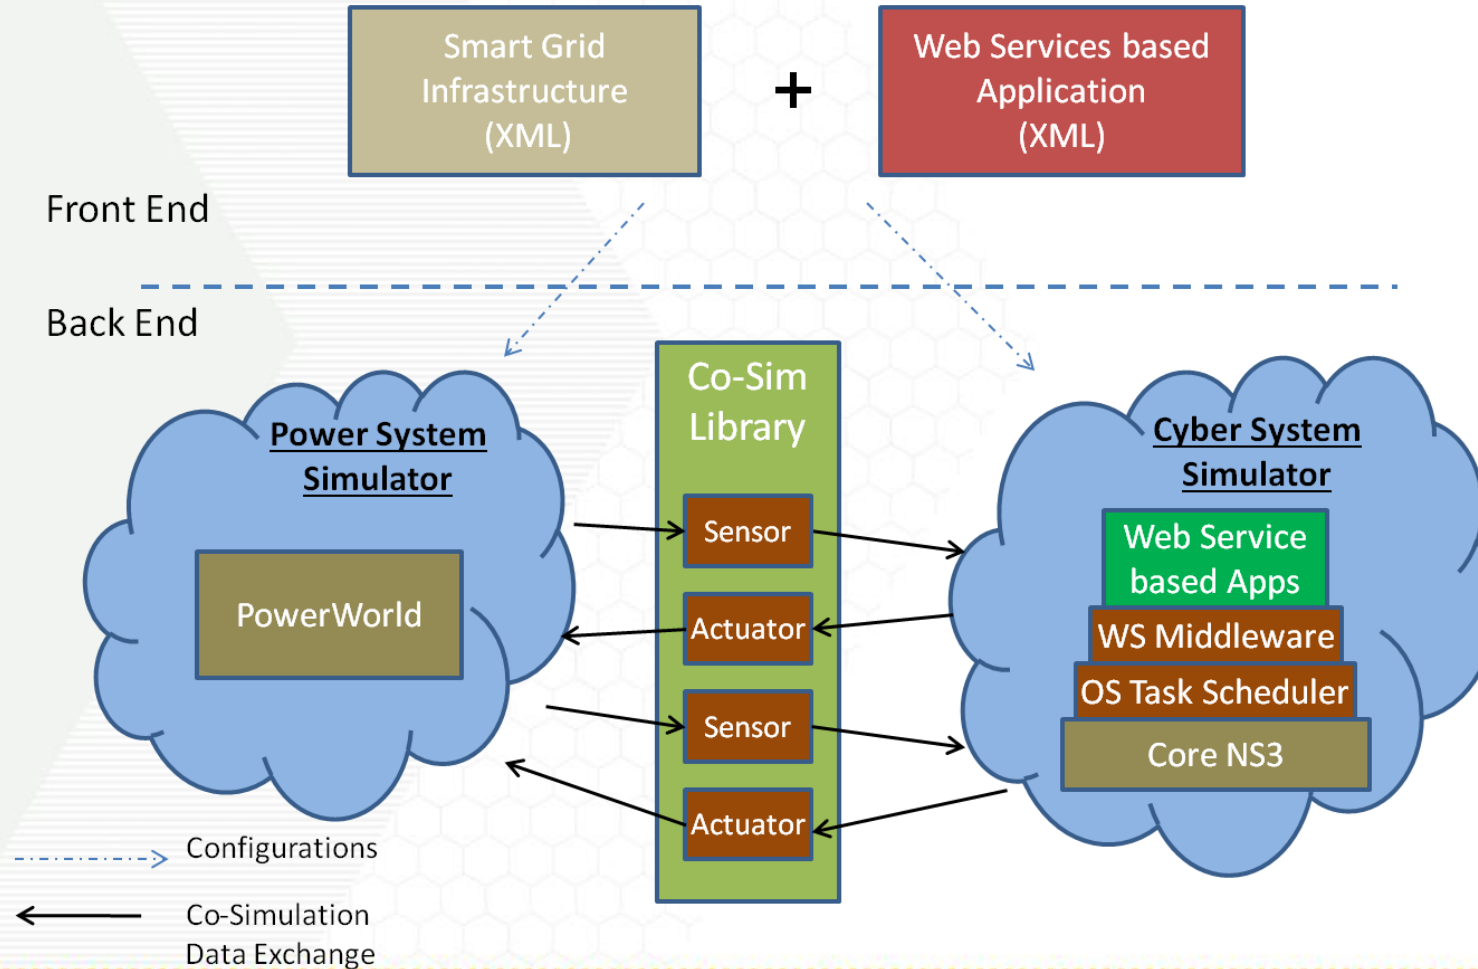 Smart Grid
Infrastructure
(XML)
+
Web Services based
Application
(XML)
Front End
Back End
Power System
Simulator
PowerWorld
Co-Sim
Library
Sensor
Actuator
Sensor
Actuator
Cyber System
Simulator
Web Service
based Apps
WS Middleware
OS Task Scheduler
Core NS3
Configurations
Co-Simulation
Data Exchange